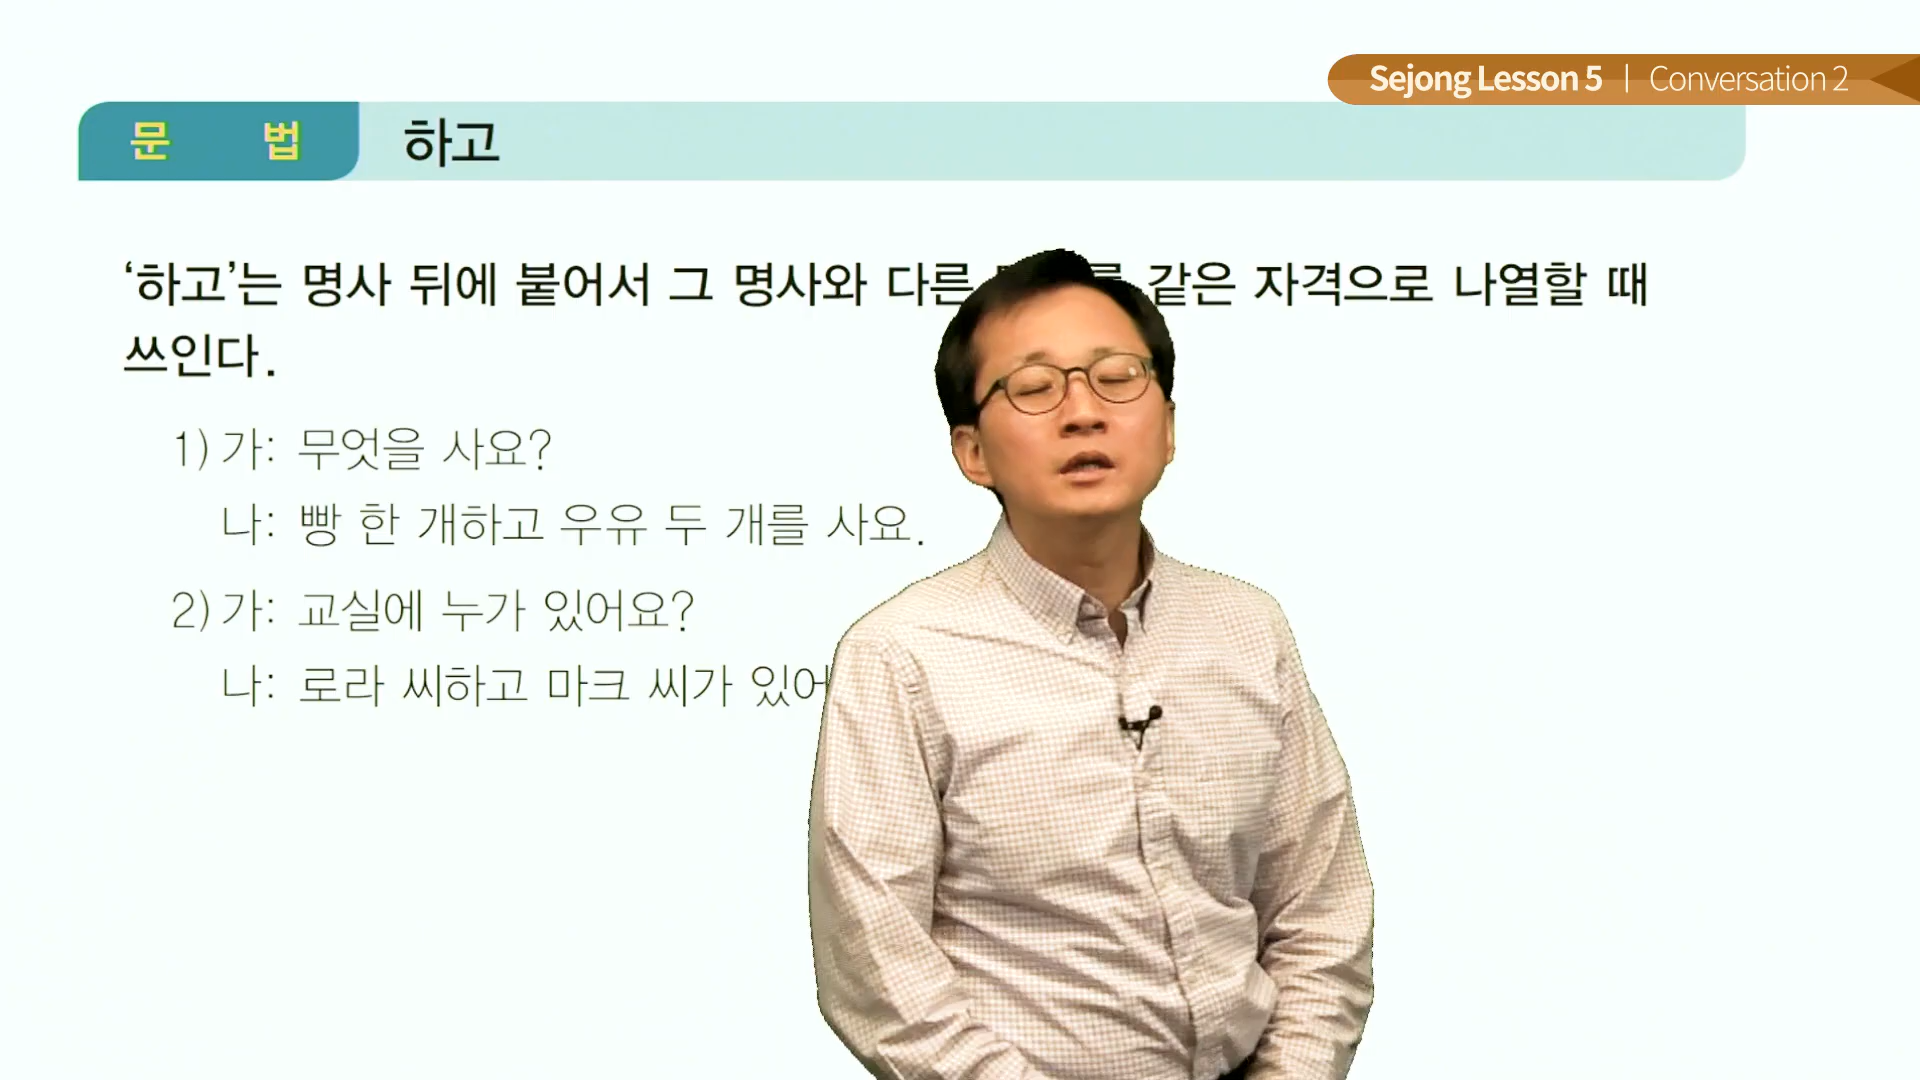 Sejong Lesson 5 | Conversation 2
문 법 하고
‘하고’는 명사 뒤에 붙어서 그 명사와 다른 같은 자격으로 나열할 때
쓰인다.
1) 가: 무엇을 사요?
나: 빵 한 개하고 우유 두 개를 사요.
2) 가: 교실에 누가 있어요?
나: 로라 씨하고 마크 씨가